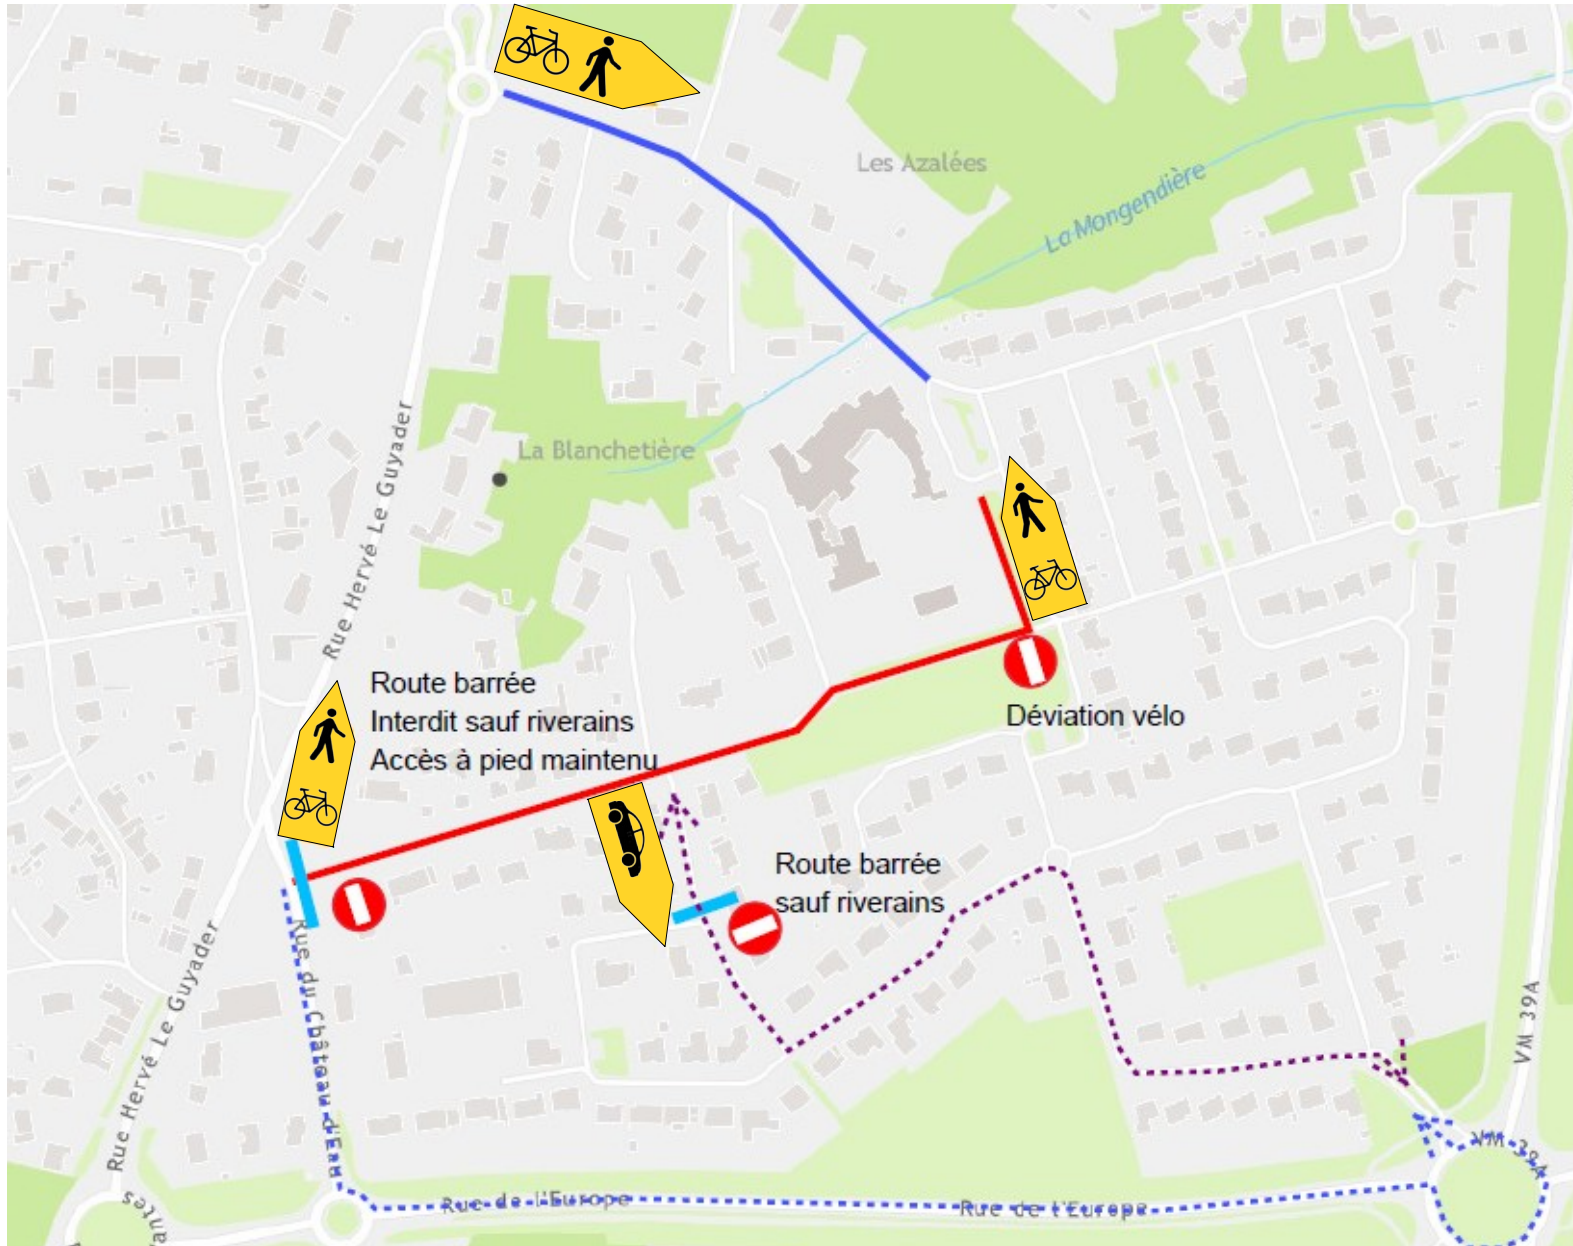 Les Azalées
La Mongendière
La Blanchetière
Rue Hervé Le Guyader
Route barrée
Interdit sauf riverains
Accès à pied maintenu
Déviation vélo
Route barrée
sauf riverains
Rue Hervé Le Guyader
Rue du Château d'Eau
VM 39A
VM 39A
Rue de l'Europe
Rue de l'Europe